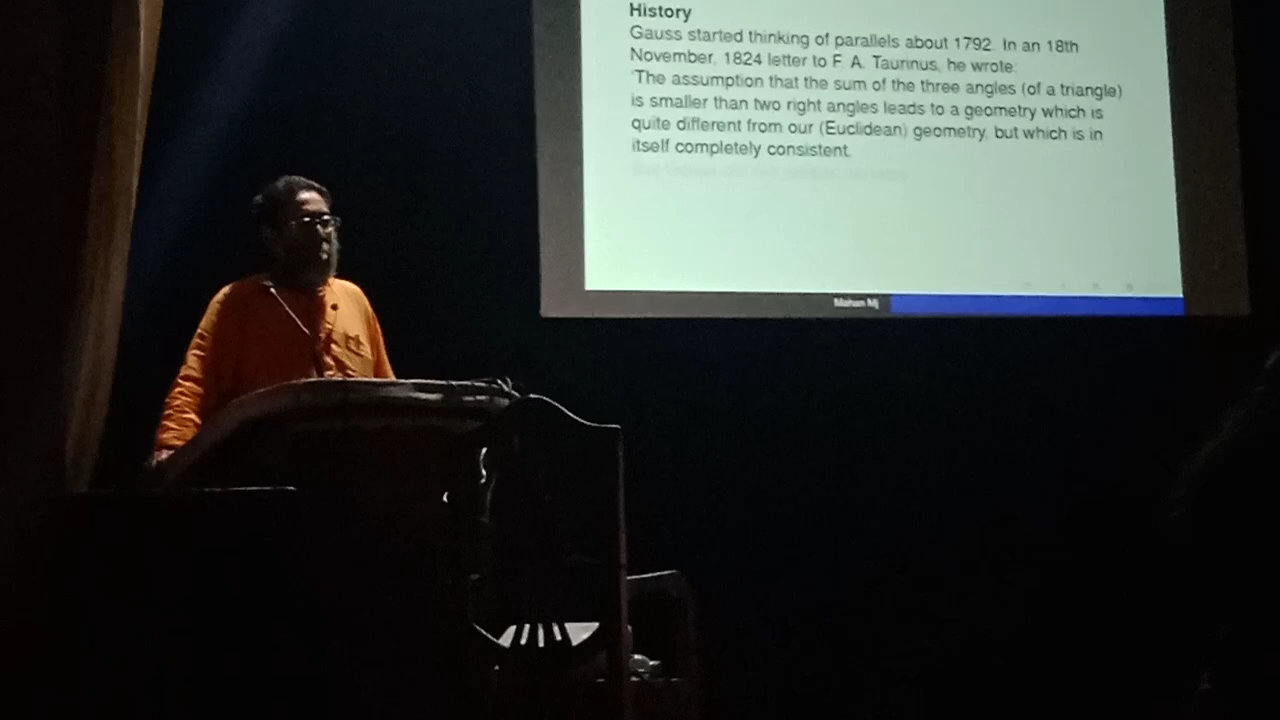 History
Gauss started thinking of parallels about 1792. In an 18th
November, 1824 letter to F. A. Taurinus, he wrote:
'The assumption that the sum of the three angles (of a triangle)
is smaller than two right angles leads to a geometry which is
quite different from our (Euclidean) geometry, but which is in
itself completely consistent.
Mahan Mj